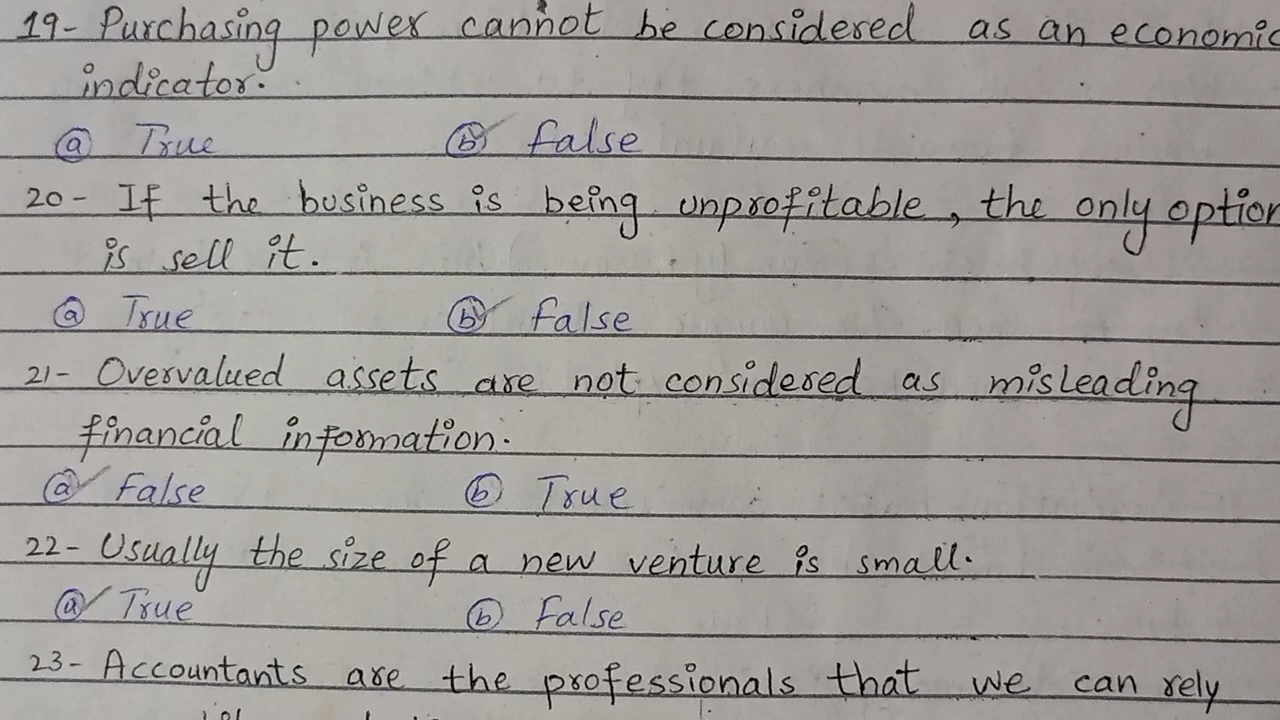 19- Purchasing power cannot be considered as an economic
indicator.
ⓐ True ⓑ✓ False
20- If the business is being unprofitable, the only option
is sell it.
ⓐ True ⓑ✓ False
21- Overvalued assets are not considered as misleading
financial information.
ⓐ✓ False ⓑ True
22- Usually the size of a new venture is small.
ⓐ✓ True ⓑ False
23- Accountants are the professionals that we can rely